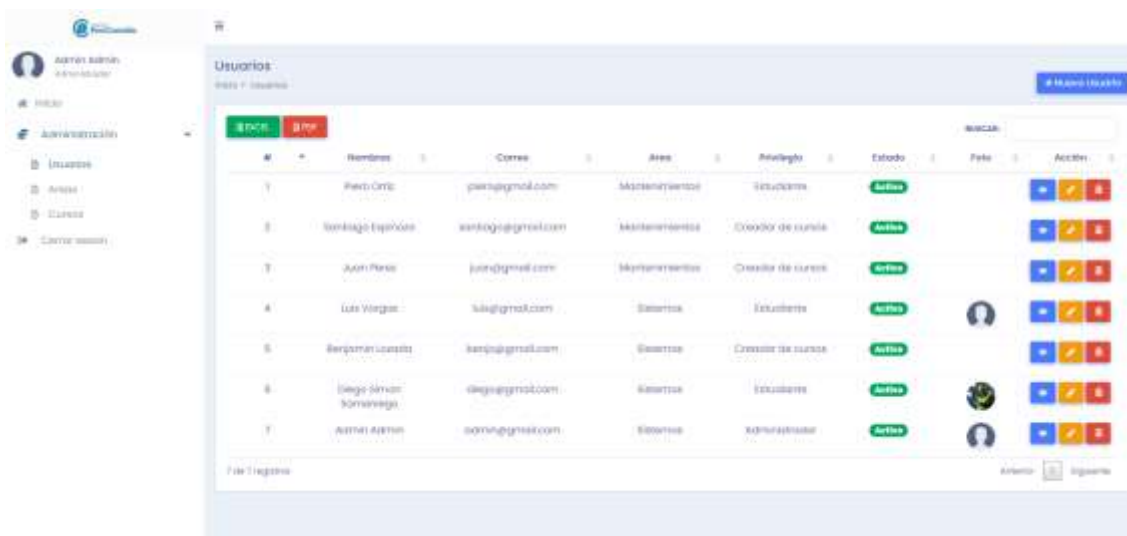 Admin Admin
Administrador
Inicio
Administración
Usuarios
Areas
Cursos
Cerrar sesion
Usuarios
Inicio > Usuarios
Nuevo Usuario
EXCEL PDF
BUSCAR:
# Nombres Correo Area Privilegio Estado Foto Acción
1 Piero Ortiz piero@gmail.com Mantenimientos Estudiante Activo
2 Santiago Espinoza santiago@gmail.com Mantenimientos Creador de cursos Activo
3 Juan Perez juan@gmail.com Mantenimientos Creador de cursos Activo
4 Luis Vargas luis@gmail.com Sistemas Estudiante Activo
5 Benjamin Lozada @gmail.com Sistemas Creador de cursos Activo
6 Diego Simon Samaniego diego@gmail.com Sistemas Estudiante Activo
7 Admin Admin admin@gmail.com Sistemas Administrador Activo
7 de 7 registros
Anterior 1 Siguiente